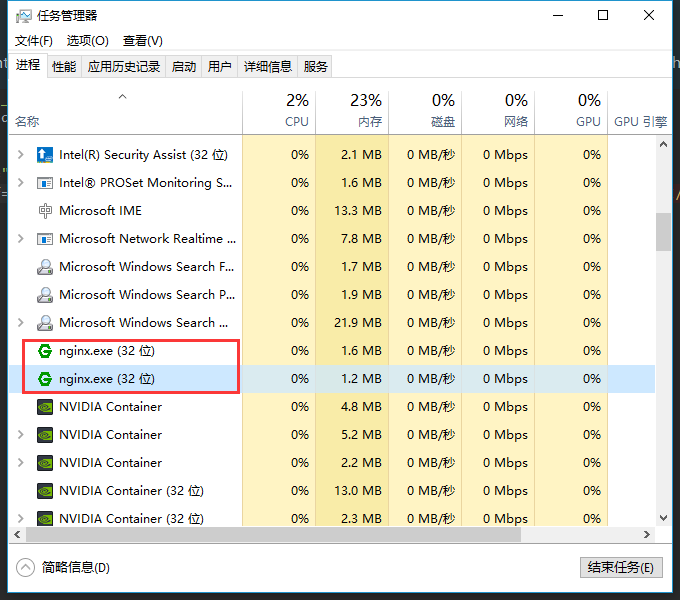 任务管理器
文件(F) 选项(O) 查看(V)
进程 性能 应用历史记录 启动 用户 详细信息 服务
2% 23% 0% 0% 0%
名称 CPU 内存 磁盘 网络 GPU GPU 引擎
Intel(R) Security Assist (32 位) 0% 2.1 MB 0 MB/秒 0 Mbps 0%
Intel® PROSet Monitoring S... 0% 1.6 MB 0 MB/秒 0 Mbps 0%
Microsoft IME 0% 13.3 MB 0 MB/秒 0 Mbps 0%
Microsoft Network Realtime ... 0% 7.8 MB 0 MB/秒 0 Mbps 0%
Microsoft Windows Search F... 0% 1.7 MB 0 MB/秒 0 Mbps 0%
Microsoft Windows Search P... 0% 1.9 MB 0 MB/秒 0 Mbps 0%
Microsoft Windows Search ... 0% 21.9 MB 0 MB/秒 0 Mbps 0%
nginx.exe (32 位) 0% 1.6 MB 0 MB/秒 0 Mbps 0%
nginx.exe (32 位) 0% 1.2 MB 0 MB/秒 0 Mbps 0%
NVIDIA Container 0% 4.8 MB 0 MB/秒 0 Mbps 0%
NVIDIA Container 0% 5.2 MB 0 MB/秒 0 Mbps 0%
NVIDIA Container 0% 2.2 MB 0 MB/秒 0 Mbps 0%
NVIDIA Container (32 位) 0% 13.0 MB 0 MB/秒 0 Mbps 0%
NVIDIA Container (32 位) 0% 2.3 MB 0 MB/秒 0 Mbps 0%
简略信息(D) 结束任务(E)